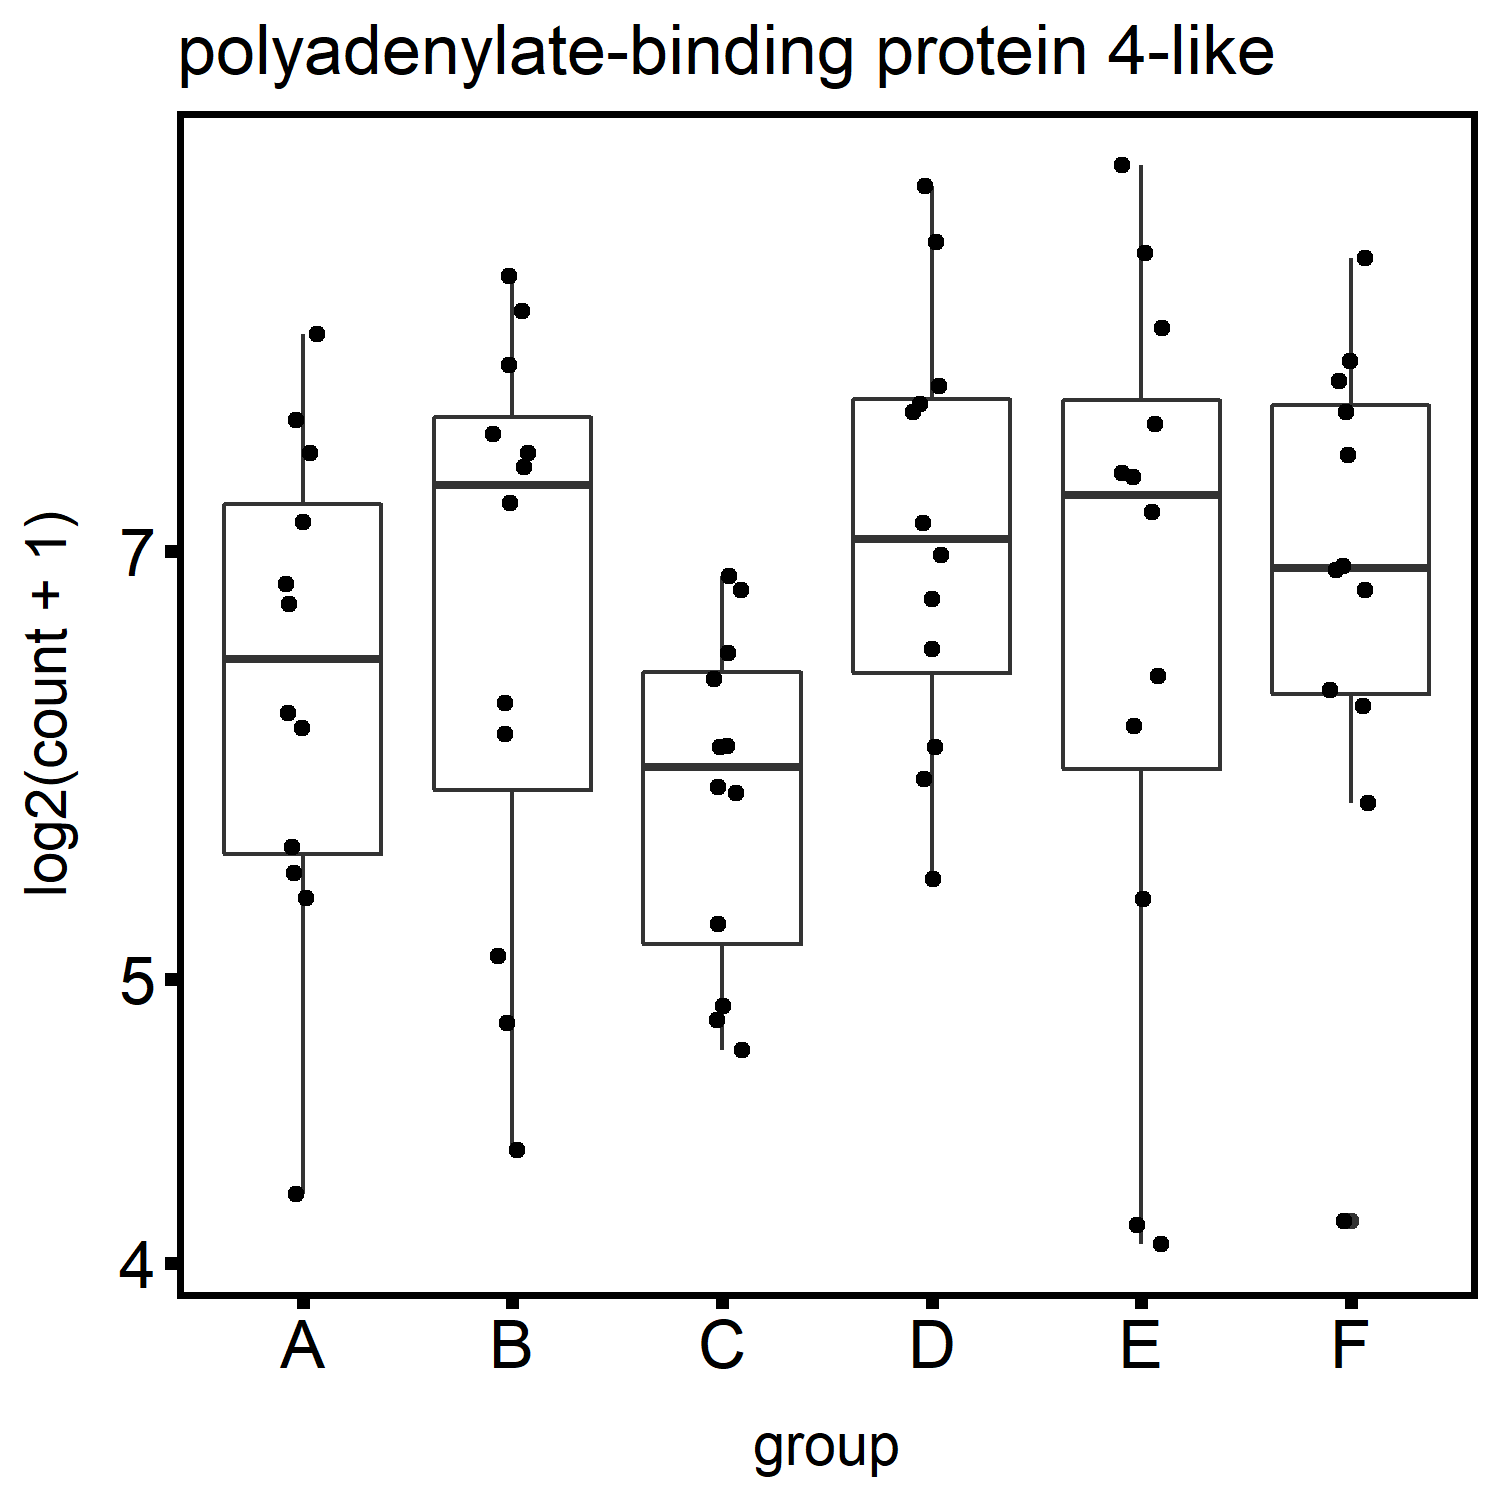 polyadenylate-binding protein 4-like
log2(count + 1)
7
5
4
A B C D E F
group